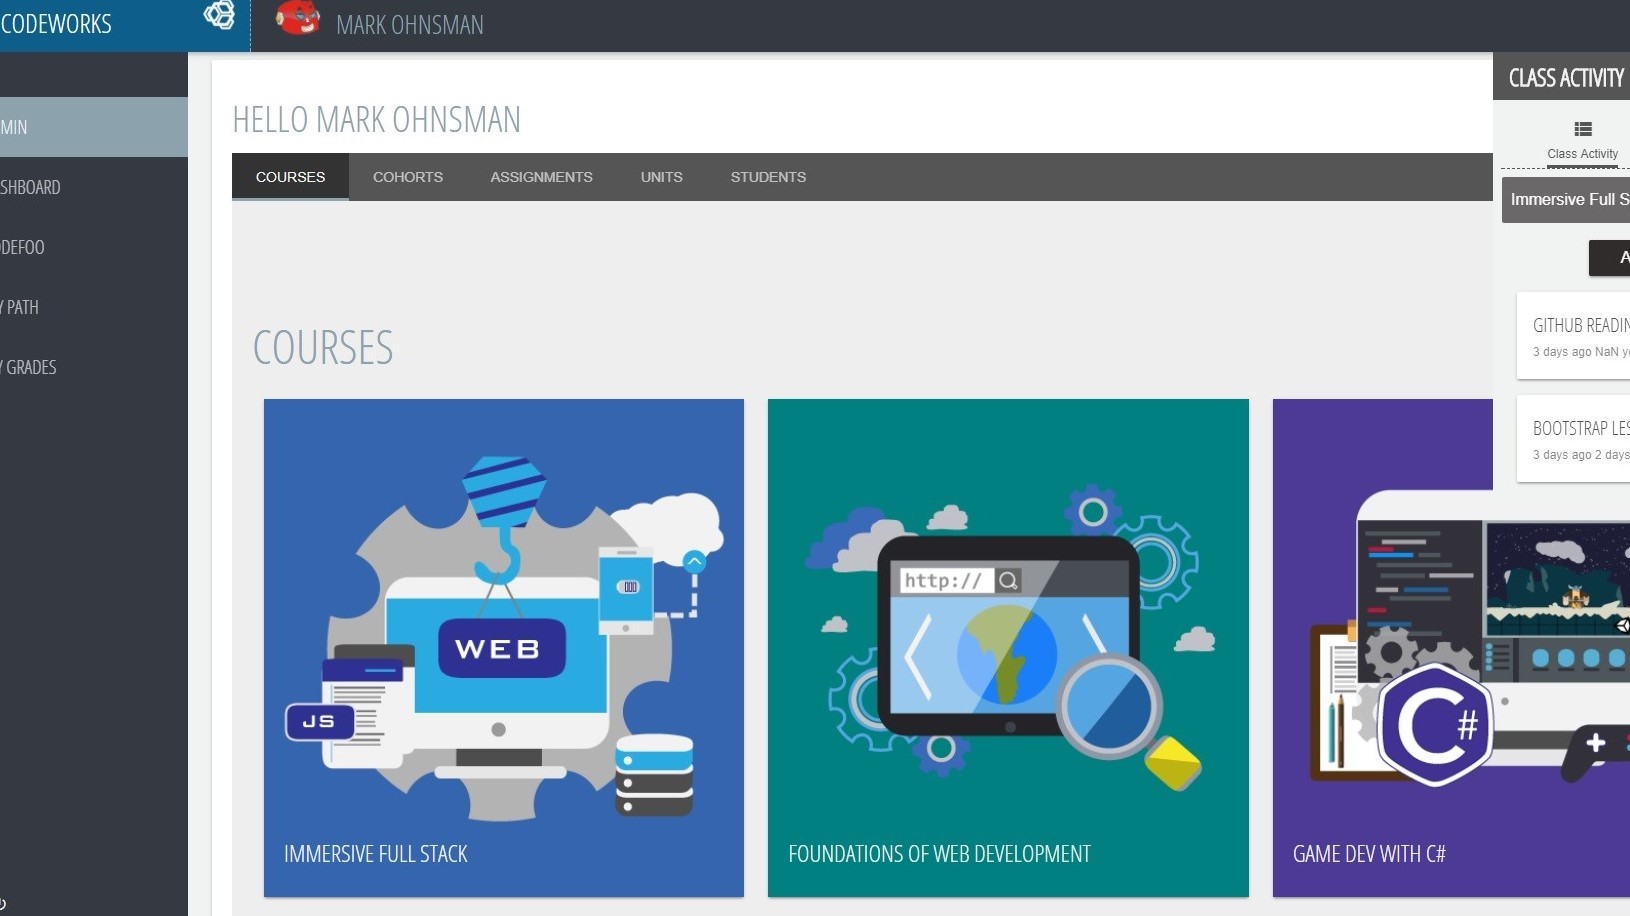 CODEWORKS
MARK OHNSMAN
MIN
SHBOARD
DEFOO
Y PATH
Y GRADES
HELLO MARK OHNSMAN
COURSES
COHORTS
ASSIGNMENTS
UNITS
STUDENTS
COURSES
WEB
JS
IMMERSIVE FULL STACK
http://
FOUNDATIONS OF WEB DEVELOPMENT
C#
GAME DEV WITH C#
CLASS ACTIVITY
Class Activity
Immersive Full S
A
GITHUB READIN
3 days ago NaN y
BOOTSTRAP LES
3 days ago 2 days